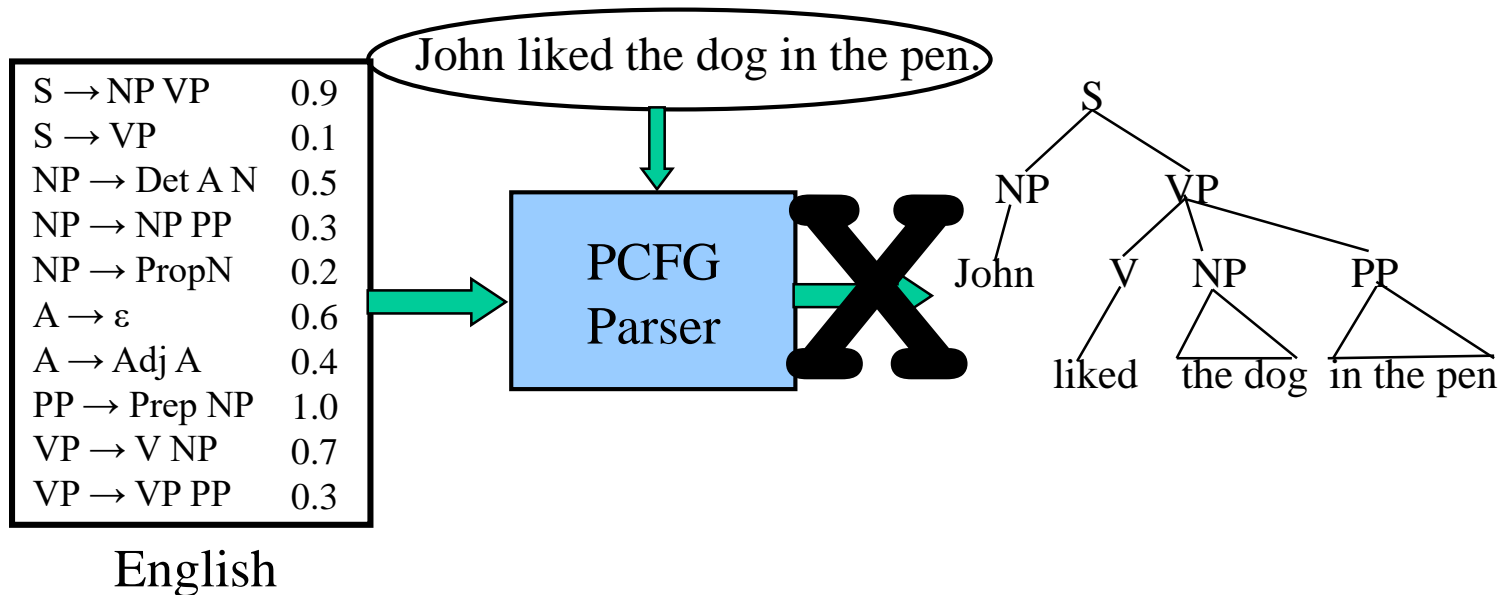 John liked the dog in the pen.
S → NP VP 0.9
S → VP 0.1
NP → Det A N 0.5
NP → NP PP 0.3
NP → PropN 0.2
A → ε 0.6
A → Adj A 0.4
PP → Prep NP 1.0
VP → V NP 0.7
VP → VP PP 0.3
English
PCFG
Parser
X
S
NP VP
John V NP PP
liked the dog in the pen